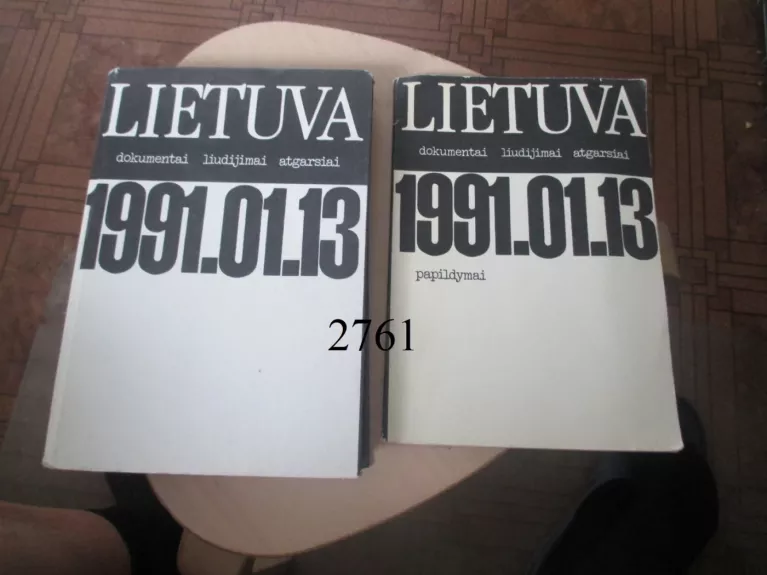 LIETUVA
dokumentai liudijimai atgarsiai
1991.01.13
LIETUVA
dokumentai liudijimai atgarsiai
1991.01.13
papildymai
2761